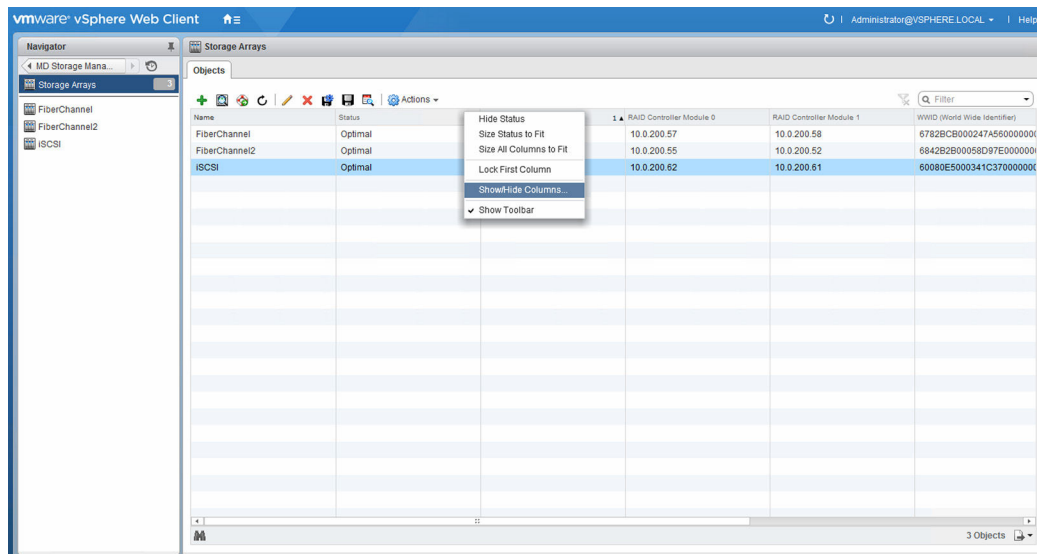 vmware® vSphere Web Client
Administrator@VSPHERE.LOCAL
Help
Navigator
MD Storage Mana...
Storage Arrays 3
FiberChannel
FiberChannel2
iSCSI
Storage Arrays
Objects
Actions
Filter
Name Status 1 RAID Controller Module 0 RAID Controller Module 1 WWID (World Wide Identifier)
FiberChannel Optimal 10.0.200.57 10.0.200.58 6782BCB000247A560000000
FiberChannel2 Optimal 10.0.200.55 10.0.200.52 6842B2B00058D97E000000
iSCSI Optimal 10.0.200.62 10.0.200.61 60080E5000341C37000000
Hide Status
Size Status to Fit
Size All Columns to Fit
Lock First Column
Show/Hide Columns...
Show Toolbar
3 Objects